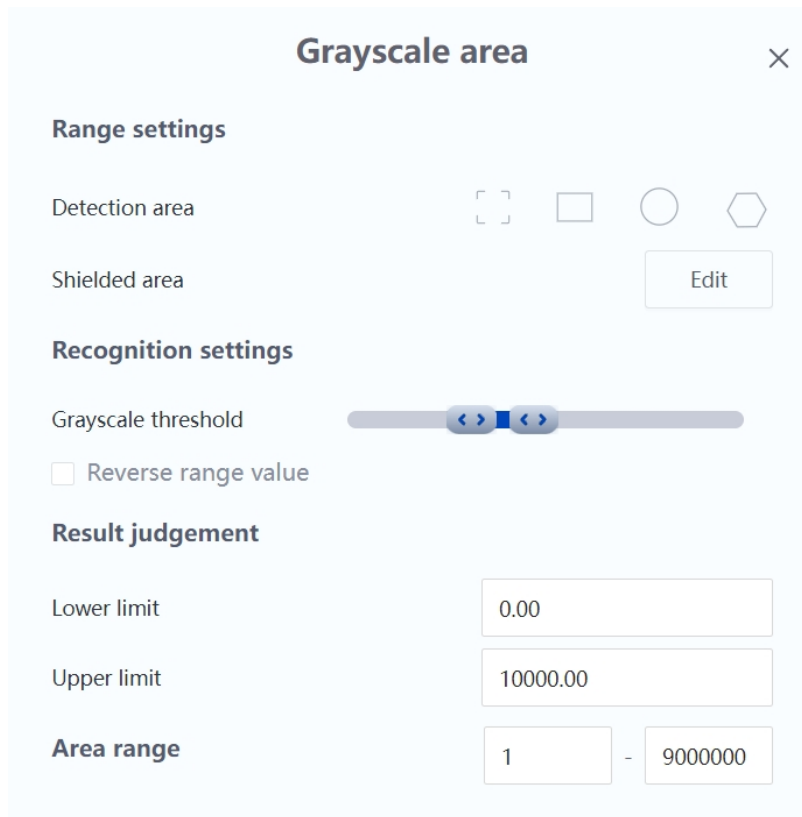 Grayscale area
Range settings
Detection area
Shielded area
Edit
Recognition settings
Grayscale threshold
Reverse range value
Result judgement
Lower limit
0.00
Upper limit
10000.00
Area range
1 - 9000000